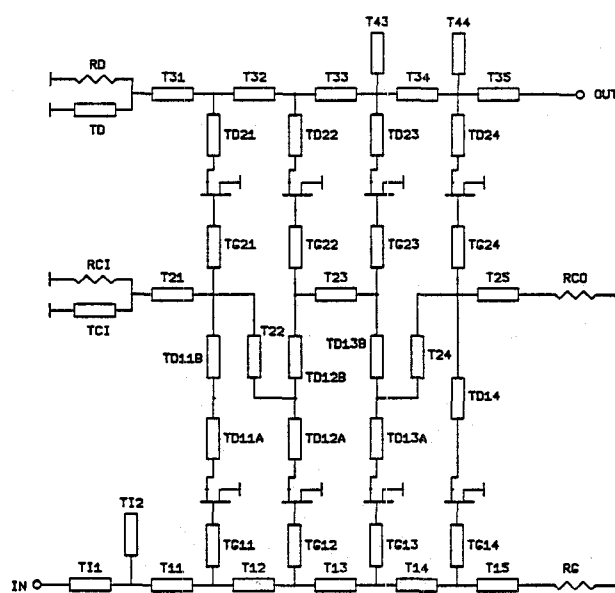 T43 T44
RD T31 T32 T33 T34 T35
OUT
TD
TD21 TD22 TD23 TD24
TG21 TG22 TG23 TG24
RCI T21 T23 T25 RCO
TCI
T22
TD11B TD12B TD13B T24
TD14
TD11A TD12A TD13A
TI2
TG11 TG12 TG13 TG14
IN TI1 T11 T12 T13 T14 T15 RG